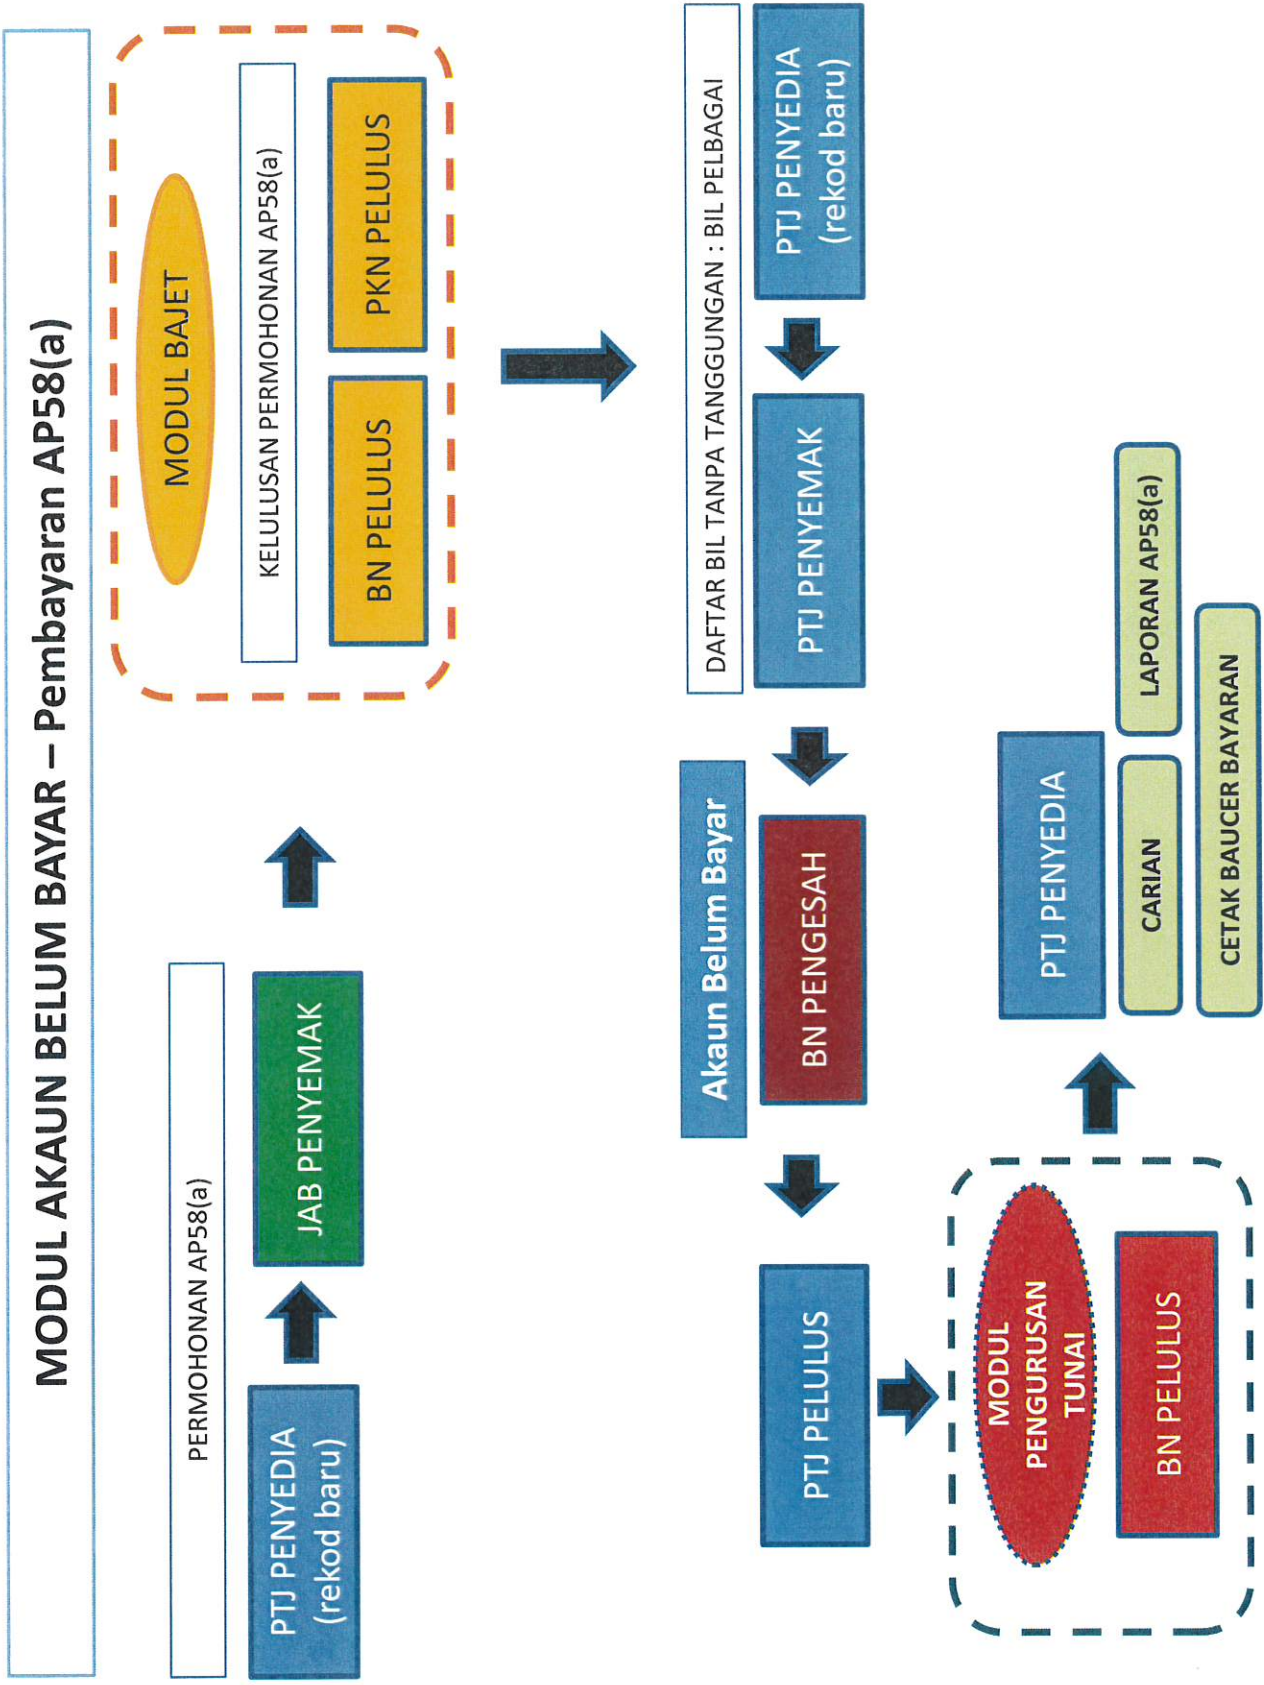 MODUL AKAUN BELUM BAYAR – Pembayaran AP58(a)
PERMOHONAN AP58(a)
PTJ PENYEDIA
(rekod baru)
JAB PENYEMAK
MODUL BAJET
KELULUSAN PERMOHONAN AP58(a)
BN PELULUS
PKN PELULUS
DAFTAR BIL TANPA TANGGUNGAN : BIL PELBAGAI
PTJ PENYEDIA
(rekod baru)
PTJ PENYEMAK
Akaun Belum Bayar
BN PENGESAH
PTJ PELULUS
MODUL
PENGURUSAN
TUNAI
BN PELULUS
PTJ PENYEDIA
CARIAN
LAPORAN AP58(a)
CETAK BAUCER BAYARAN